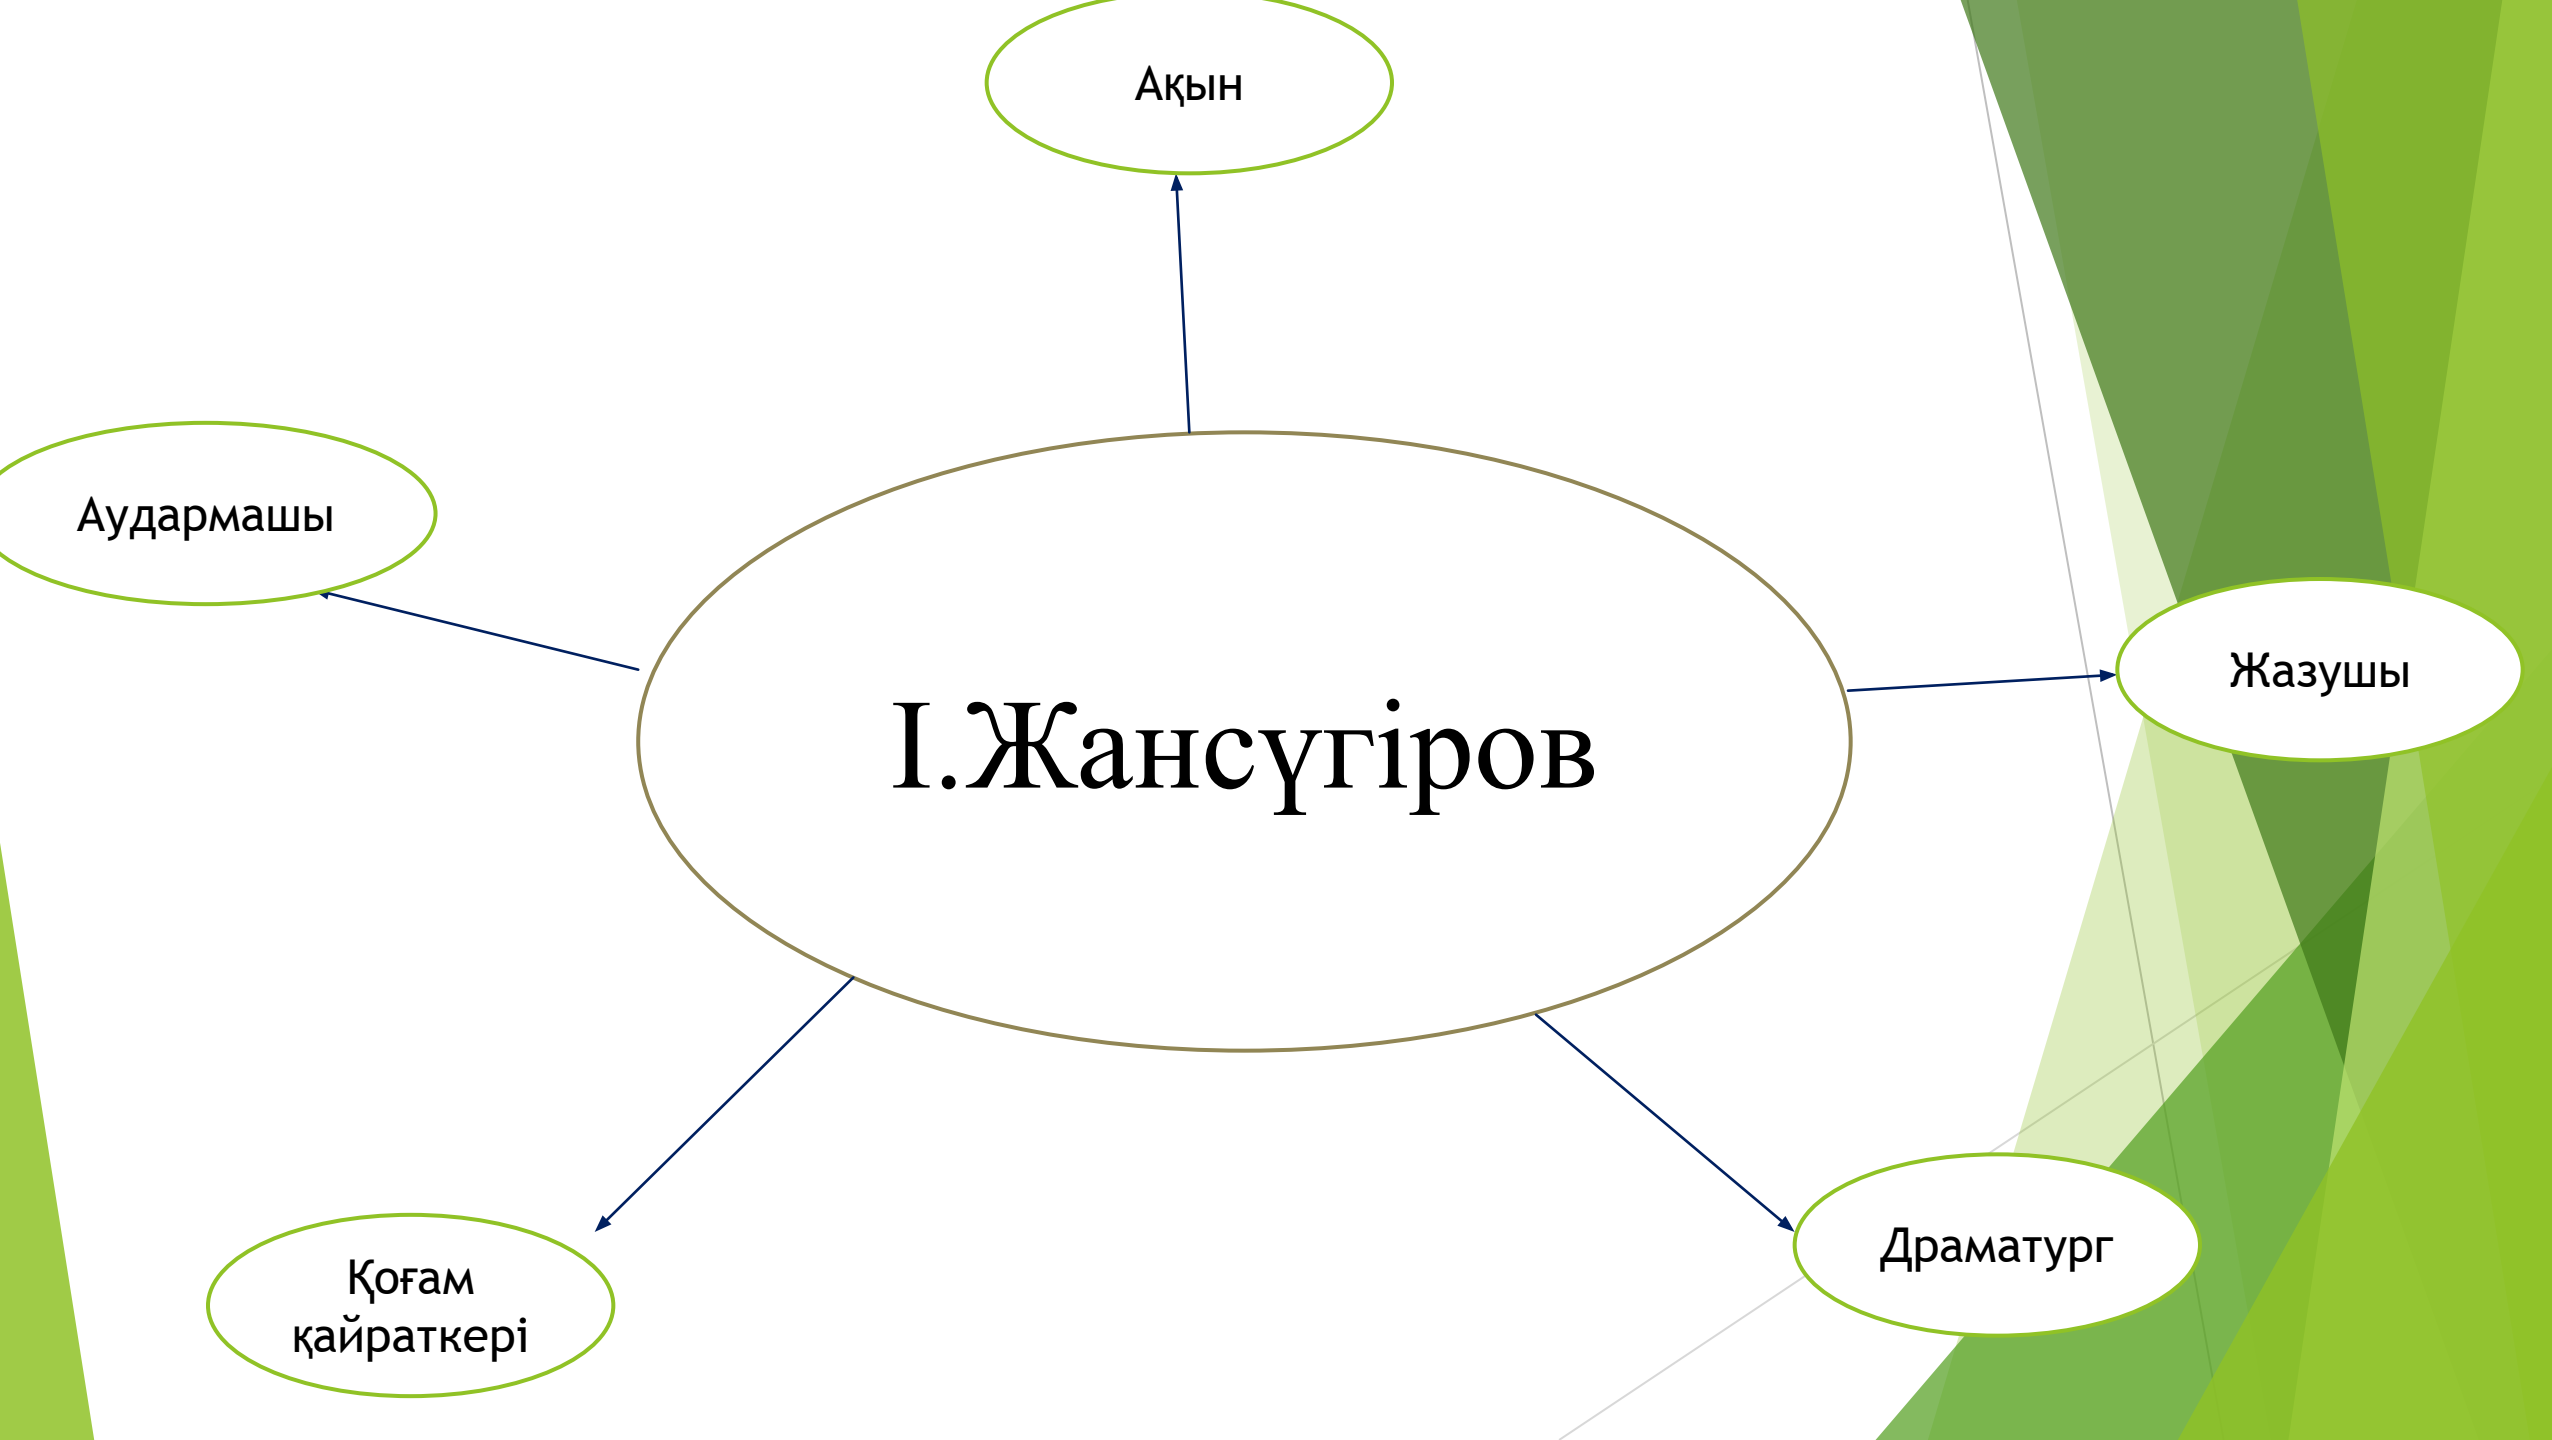 Ақын
Аудармашы
Жазушы
І.Жансүгіров
Драматург
Қоғам
қайраткері